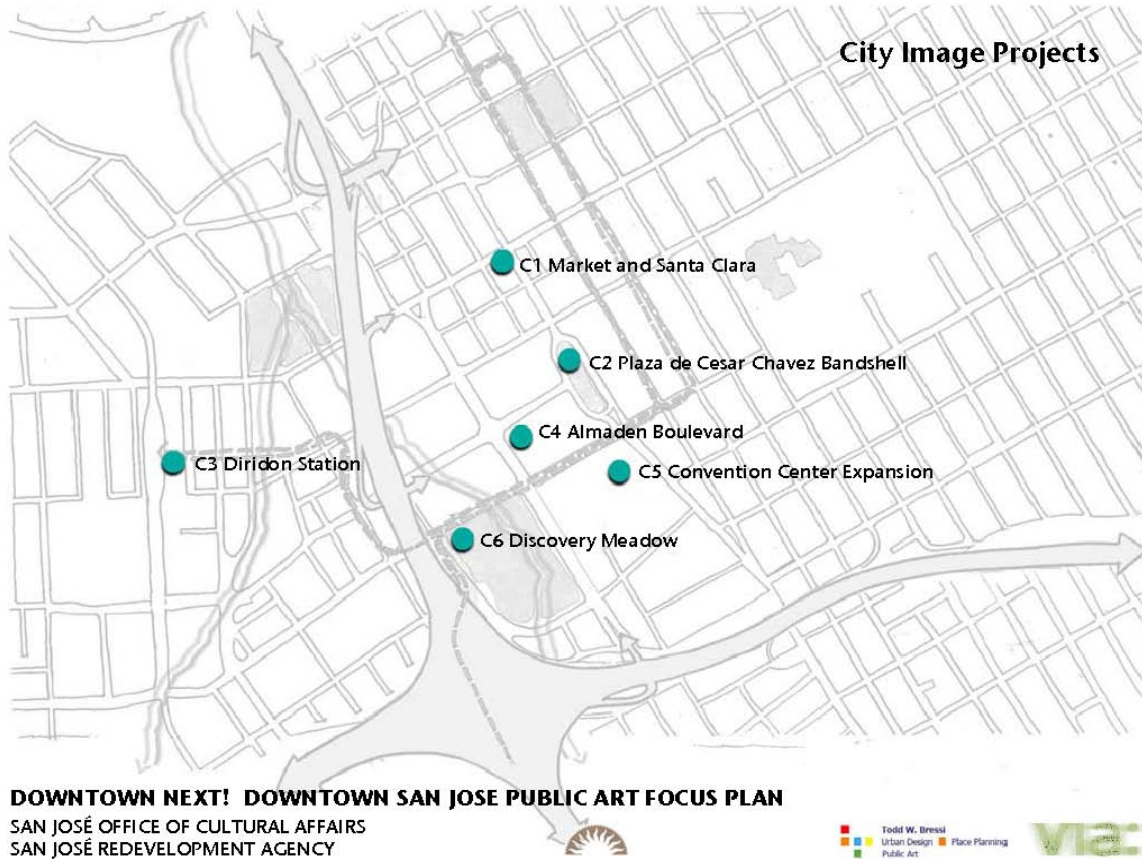 City Image Projects
C1 Market and Santa Clara
C2 Plaza de Cesar Chavez Bandshell
C4 Almaden Boulevard
C3 Diridon Station
C5 Convention Center Expansion
C6 Discovery Meadow
DOWNTOWN NEXT! DOWNTOWN SAN JOSE PUBLIC ART FOCUS PLAN
SAN JOSÉ OFFICE OF CULTURAL AFFAIRS
SAN JOSÉ REDEVELOPMENT AGENCY
Todd W. Bressi
Urban Design Place Planning
Public Art
via: